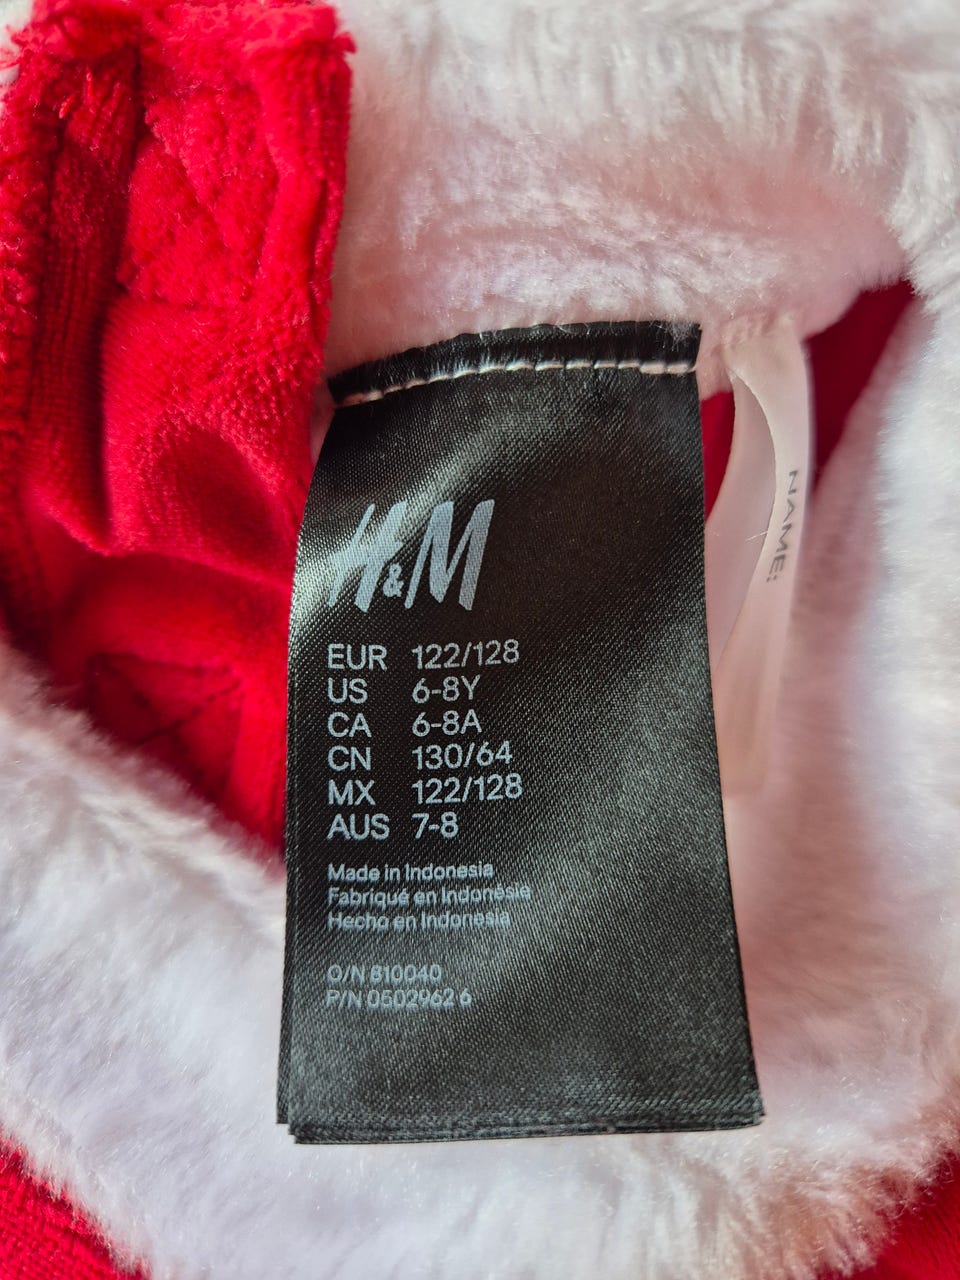 H&M
EUR 122/128
US 6-8Y
CA 6-8A
CN 130/64
MX 122/128
AUS 7-8
Made in Indonesia
Fabriqué en Indonésie
Hecho en Indonesia
O/N 810040
P/N 0502962 6
NAME: